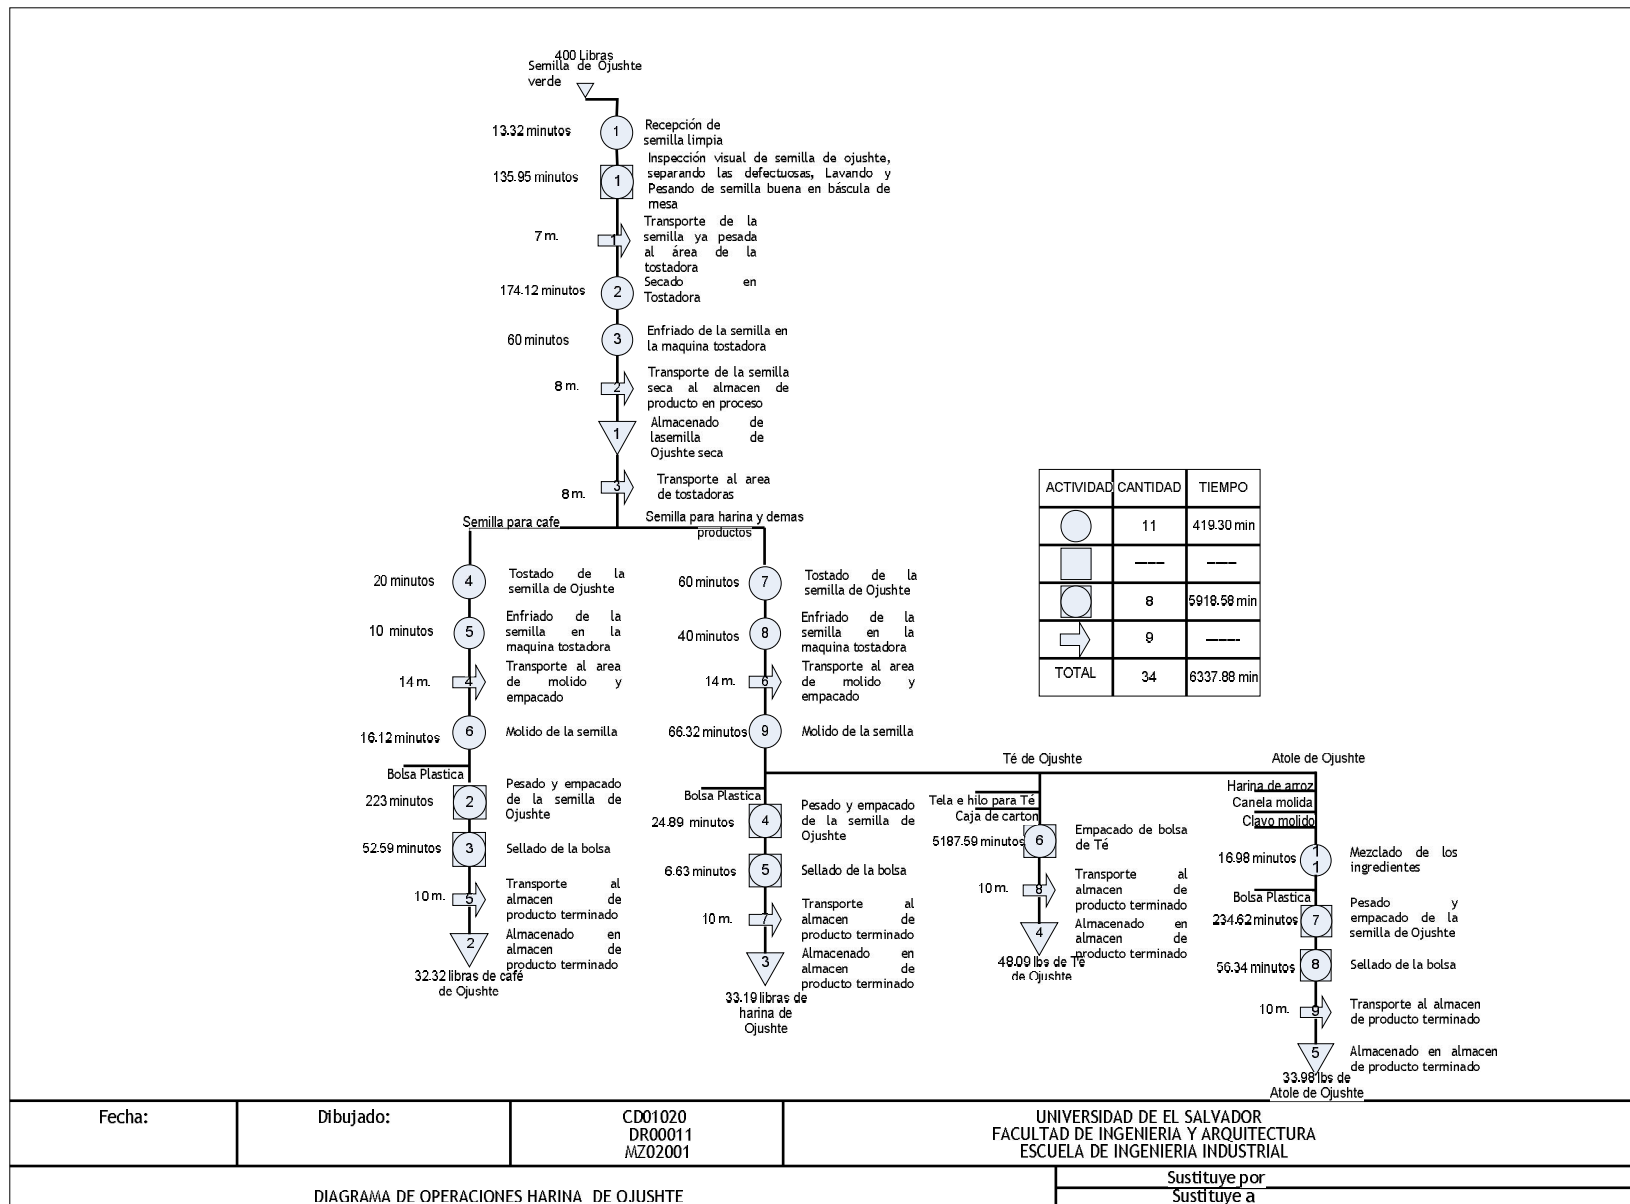 400 Libras
Semilla de Ojushte
verde
13.32 minutos
1
Recepción de
semilla limpia
135.95 minutos
1
Inspección visual de semilla de ojushte,
separando las defectuosas, Lavando y
Pesando de semilla buena en báscula de
mesa
7 m.
1
Transporte de la
semilla ya pesada
al área de la
tostadora
174.12 minutos
2
Secado en
Tostadora
60 minutos
3
Enfriado de la semilla en
la maquina tostadora
8 m.
2
Transporte de la semilla
seca al almacen de
producto en proceso
1
Almacenado de
lasemilla de
Ojushte seca
8 m.
3
Transporte al area
de tostadoras
Semilla para cafe
Semilla para harina y demas
productos
20 minutos
4
Tostado de la
semilla de Ojushte
10 minutos
5
Enfriado de la
semilla en la
maquina tostadora
14 m.
4
Transporte al area
de molido y
empacado
16.12 minutos
6
Molido de la semilla
Bolsa Plastica
223 minutos
2
Pesado y empacado
de la semilla de
Ojushte
52.59 minutos
3
Sellado de la bolsa
10 m.
5
Transporte al
almacen de
producto terminado
2
Almacenado en
almacen de
producto terminado
32.32 libras de café
de Ojushte
60 minutos
7
Tostado de la
semilla de Ojushte
40 minutos
8
Enfriado de la
semilla en la
maquina tostadora
14 m.
6
Transporte al area
de molido y
empacado
66.32 minutos
9
Molido de la semilla
Bolsa Plastica
24.89 minutos
4
Pesado y empacado
de la semilla de
Ojushte
6.63 minutos
5
Sellado de la bolsa
10 m.
7
Transporte al
almacen de
producto terminado
3
Almacenado en
almacen de
producto terminado
33.19 libras de
harina de
Ojushte
Té de Ojushte
Tela e hilo para Té
Caja de carton
5187.59 minutos
6
Empacado de bolsa
de Té
10 m.
8
Transporte al
almacen de
producto terminado
4
Almacenado en
almacen de
producto terminado
48.09 lbs de Té
de Ojushte
Atole de Ojushte
Harina de arroz
Canela molida
Clavo molido
16.98 minutos
1
1
Mezclado de los
ingredientes
Bolsa Plastica
234.62 minutos
7
Pesado y
empacado de la
semilla de Ojushte
56.34 minutos
8
Sellado de la bolsa
10 m.
9
Transporte al almacen
de producto terminado
5
Almacenado en almacen
de producto terminado
33.98 lbs de
Atole de Ojushte
ACTIVIDAD CANTIDAD TIEMPO
11 419.30 min
---- ----
8 5918.58 min
9 -----
TOTAL 34 6337.88 min
Fecha:
Dibujado:
CD01020
DR00011
MZ02001
UNIVERSIDAD DE EL SALVADOR
FACULTAD DE INGENIERIA Y ARQUITECTURA
ESCUELA DE INGENIERIA INDUSTRIAL
DIAGRAMA DE OPERACIONES HARINA DE OJUSHTE
Sustituye por
Sustituye a